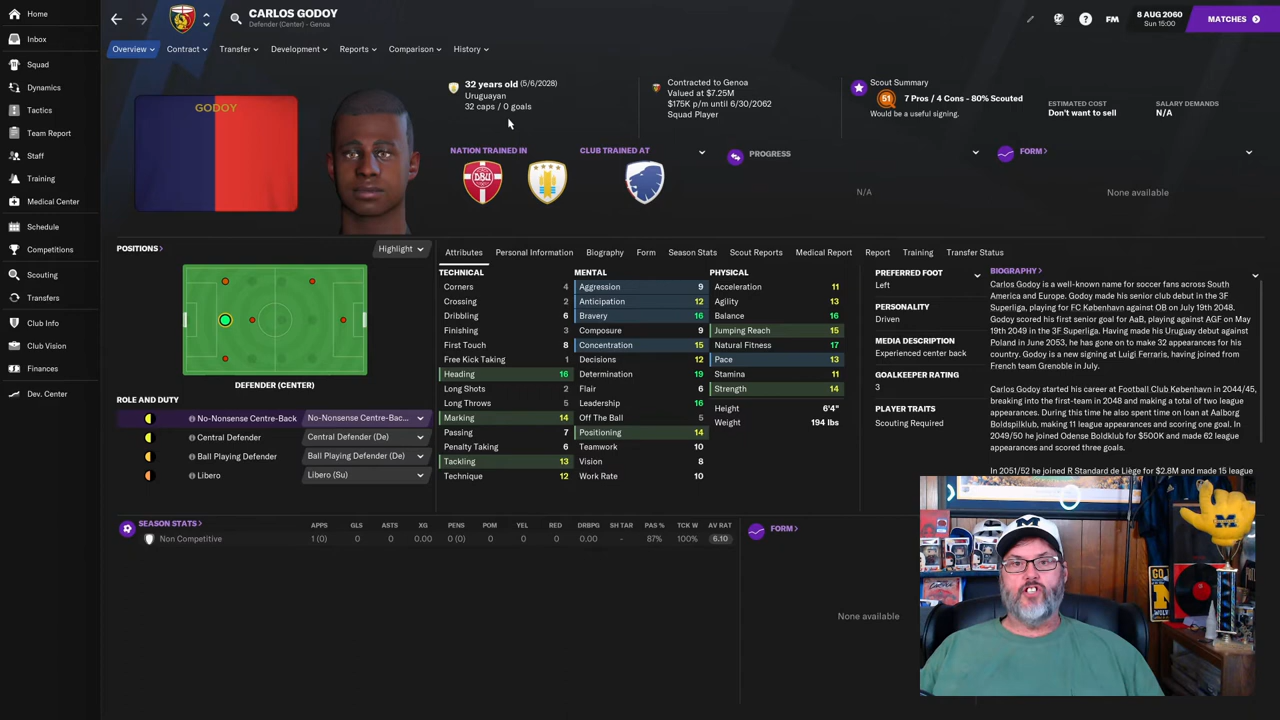 Home
Inbox
Squad
Dynamics
Tactics
Team Report
Staff
Training
Medical Center
Schedule
Competitions
Scouting
Transfers
Club Info
Club Vision
Finances
Dev. Center
CARLOS GODOY
Defender (Center) - Genoa
FM
8 AUG 2060
Sun 15:00
MATCHES
Overview
Contract
Transfer
Development
Reports
Comparison
History
GODOY
32 years old (5/6/2028)
Uruguayan
32 caps / 0 goals
Contracted to Genoa
Valued at $7.25M
$175K p/m until 6/30/2062
Squad Player
Scout Summary
51
7 Pros / 4 Cons - 80% Scouted
Would be a useful signing.
ESTIMATED COST
Don't want to sell
SALARY DEMANDS
N/A
NATION TRAINED IN
DBU
CLUB TRAINED AT
PROGRESS
N/A
FORM
None available
POSITIONS
Highlight
DEFENDER (CENTER)
ROLE AND DUTY
No-Nonsense Centre-Back No-Nonsense Centre-Bac...
Central Defender Central Defender (De)
Ball Playing Defender Ball Playing Defender (De)
Libero Libero (Su)
Attributes
Personal Information
Biography
Form
Season Stats
Scout Reports
Medical Report
Report
Training
Transfer Status
TECHNICAL
Corners 4
Crossing 2
Dribbling 6
Finishing 3
First Touch 8
Free Kick Taking 1
Heading 16
Long Shots 2
Long Throws 5
Marking 14
Passing 7
Penalty Taking 6
Tackling 13
Technique 12
MENTAL
Aggression 9
Anticipation 12
Bravery 16
Composure 9
Concentration 15
Decisions 12
Determination 19
Flair 6
Leadership 16
Off The Ball 5
Positioning 14
Teamwork 10
Vision 8
Work Rate 10
PHYSICAL
Acceleration 11
Agility 13
Balance 16
Jumping Reach 15
Natural Fitness 17
Pace 13
Stamina 11
Strength 14
Height 6'4"
Weight 194 lbs
PREFERRED FOOT
Left
PERSONALITY
Driven
MEDIA DESCRIPTION
Experienced center back
GOALKEEPER RATING
3
PLAYER TRAITS
Scouting Required
BIOGRAPHY
Carlos Godoy is a well-known name for soccer fans across South
America and Europe. Godoy made his senior club debut in the 3F
Superliga, playing for FC København against OB on July 19th 2048.
Godoy scored his first senior goal for AaB, playing against AGF on May
19th 2049 in the 3F Superliga. Having made his Uruguay debut against
Poland in June 2053, he has gone on to make 32 appearances for his
country. Godoy is a new signing at Luigi Ferraris, having joined from
French team Grenoble in July.
Carlos Godoy started his career at Football Club København in 2044/45,
breaking into the first-team in 2048 and making a total of two league
appearances. During this time he also spent time on loan at Aalborg
Boldspilklub, making 11 league appearances and scoring one goal. In
2049/50 he joined Odense Boldklub for $500K and made 62 league
appearances and scored three goals.
In 2051/52 he joined R Standard de Liège for $2.8M and made 15 league
SEASON STATS
APPS GLS ASTS XG PENS POM YEL RED DRBPG SH TAR PAS % TCK W AV RAT
Non Competitive 1 (0) 0 0 0.00 0 (0) 0 0 0 0.00 - 87% 100% 6.10
FORM
None available
M
M